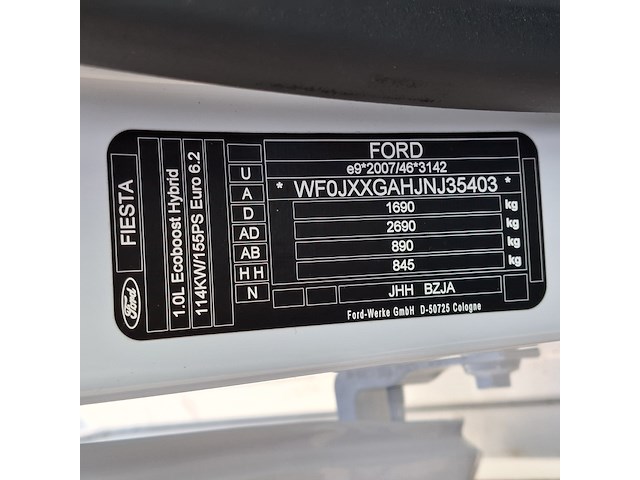 FORD
e9*2007/46*3142
* WF0JXXGAHJNJ35403 *
1690 kg
2690 kg
890 kg
845 kg
JHH BZJA
Ford-Werke GmbH D-50725 Cologne
U
A
D
AD
AB
H H
N
FIESTA
1.0L Ecoboost Hybrid
114KW/155PS Euro 6.2
Ford